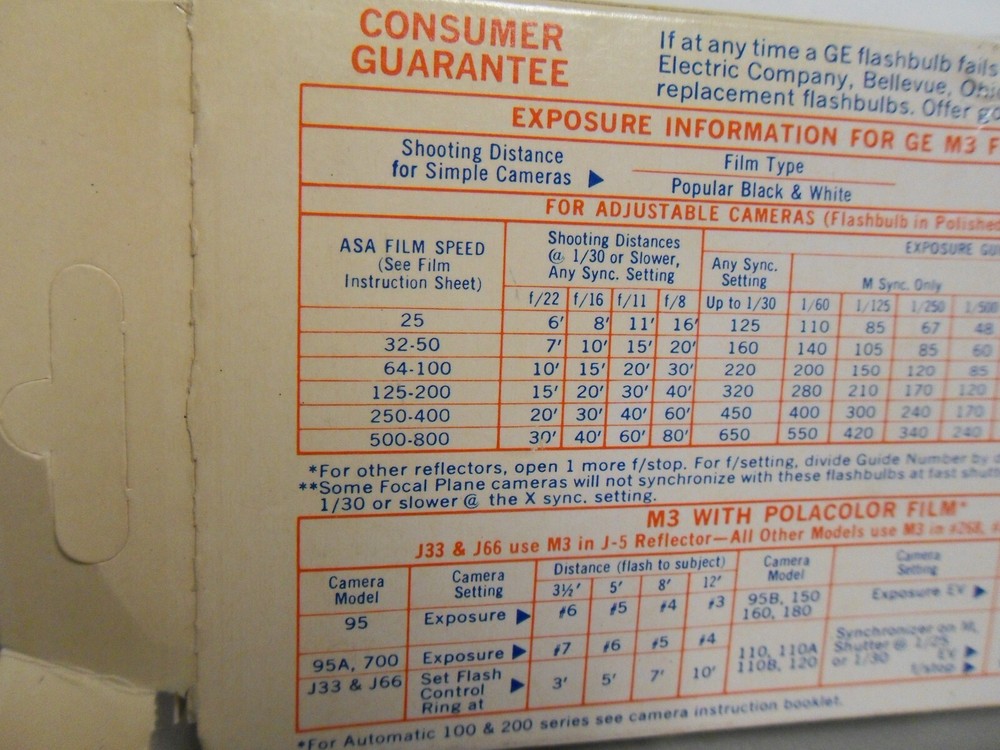 CONSUMER
GUARANTEE
If at any time a GE flashbulb fails
Electric Company, Bellevue,
replacement flashbulbs. Offer
EXPOSURE INFORMATION FOR GE M3 F
Shooting Distance
for Simple Cameras ▶
Film Type
Popular Black & White
FOR ADJUSTABLE CAMERAS (Flashbulb in Polished
ASA FILM SPEED
(See Film
Instruction Sheet)
Shooting Distances
@ 1/30 or Slower,
Any Sync. Setting
EXPOSURE GU
Any Sync.
Setting
M Sync. Only
f/22 f/16 f/11 f/8 Up to 1/30 1/60 1/125 1/250 1/500
25 6' 8' 11' 16' 125 110 85 67 48
32-50 7' 10' 15' 20' 160 140 105 85 60
64-100 10' 15' 20' 30' 220 200 150 120 85
125-200 15' 20' 30' 40' 320 280 210 170 120
250-400 20' 30' 40' 60' 450 400 300 240 170
500-800 30' 40' 60' 80' 650 550 420 340 240
*For other reflectors, open 1 more f/stop. For f/setting, divide Guide Number by
**Some Focal Plane cameras will not synchronize with these flashbulbs at fast
1/30 or slower @ the X sync. setting.
M3 WITH POLACOLOR FILM*
J33 & J66 use M3 in J-5 Reflector—All Other Models use M3 in #268,
Camera
Model
Camera
Setting
Distance (flash to subject)
3½' 5' 8' 12'
Camera
Model
Camera
Setting
95 Exposure ▶ #6 #5 #4 #3
95B, 150
160, 180
Exposure EV ▶
95A, 700 Exposure ▶ #7 #6 #5 #4
110, 110A
110B, 120
Synchronizer on M,
Shutter @ 1/25
or 1/30 EV ▶
f/stop ▶
J33 & J66
Set Flash
Control
Ring at ▶
3' 5' 7' 10'
*For Automatic 100 & 200 series see camera instruction booklet.